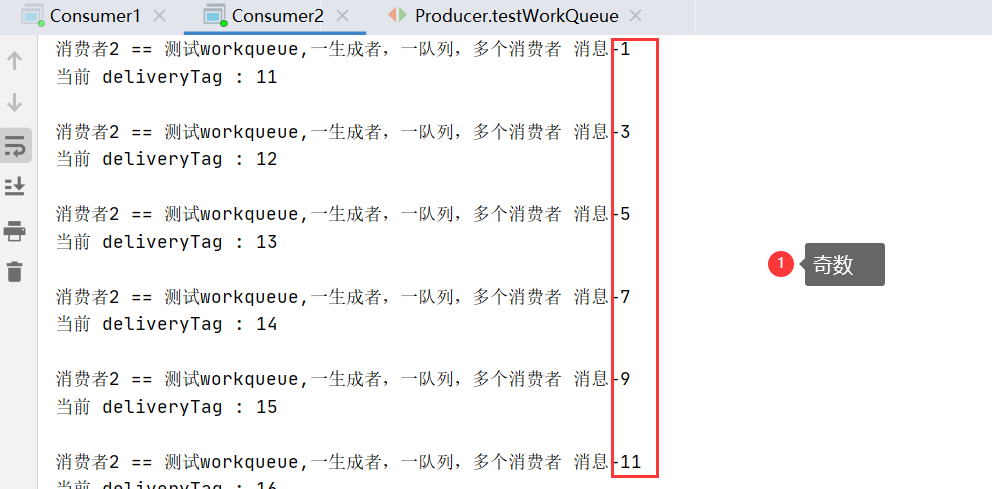 Consumer1 Consumer2 Producer.testWorkQueue
消费者2 == 测试workqueue,一生成者，一队列，多个消费者 消息-1
当前 deliveryTag : 11
消费者2 == 测试workqueue,一生成者，一队列，多个消费者 消息-3
当前 deliveryTag : 12
消费者2 == 测试workqueue,一生成者，一队列，多个消费者 消息-5
当前 deliveryTag : 13
1 奇数
消费者2 == 测试workqueue,一生成者，一队列，多个消费者 消息-7
当前 deliveryTag : 14
消费者2 == 测试workqueue,一生成者，一队列，多个消费者 消息-9
当前 deliveryTag : 15
消费者2 == 测试workqueue,一生成者，一队列，多个消费者 消息-11
当前 deliveryTag : 16